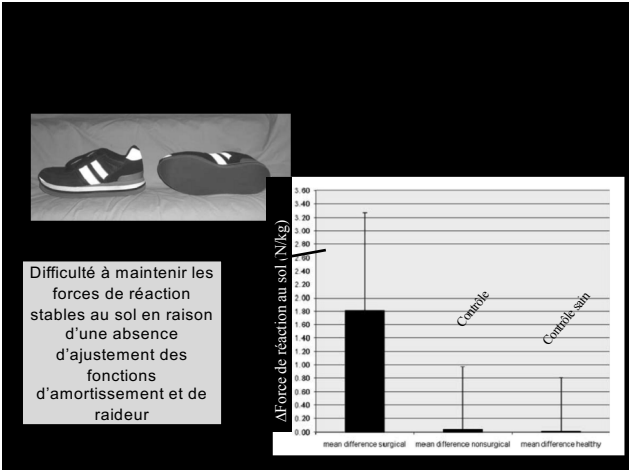 Difficulté à maintenir les
forces de réaction
stables au sol en raison
d'une absence
d'ajustement des
fonctions
d'amortissement et de
raideur
ΔForce de réaction au sol (N/kg)
3.60
3.40
3.20
3.00
2.80
2.60
2.40
2.20
2.00
1.80
1.60
1.40
1.20
1.00
0.80
0.60
0.40
0.20
0.00
Contrôle
Contrôle sain
mean difference surgical
mean difference nonsurgical
mean difference healthy